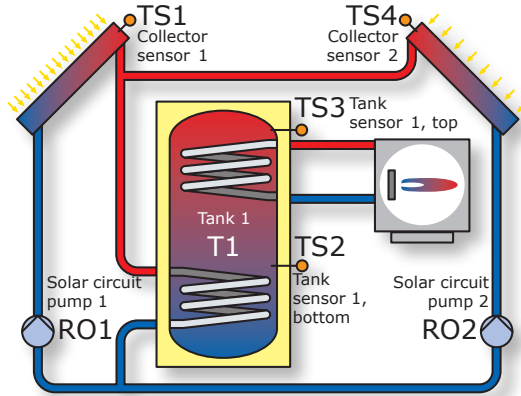 TS1
Collector
sensor 1
TS4
Collector
sensor 2
TS3
Tank
sensor 1, top
Tank 1
T1
TS2
Tank
sensor 1,
bottom
Solar circuit
pump 1
RO1
Solar circuit
pump 2
RO2